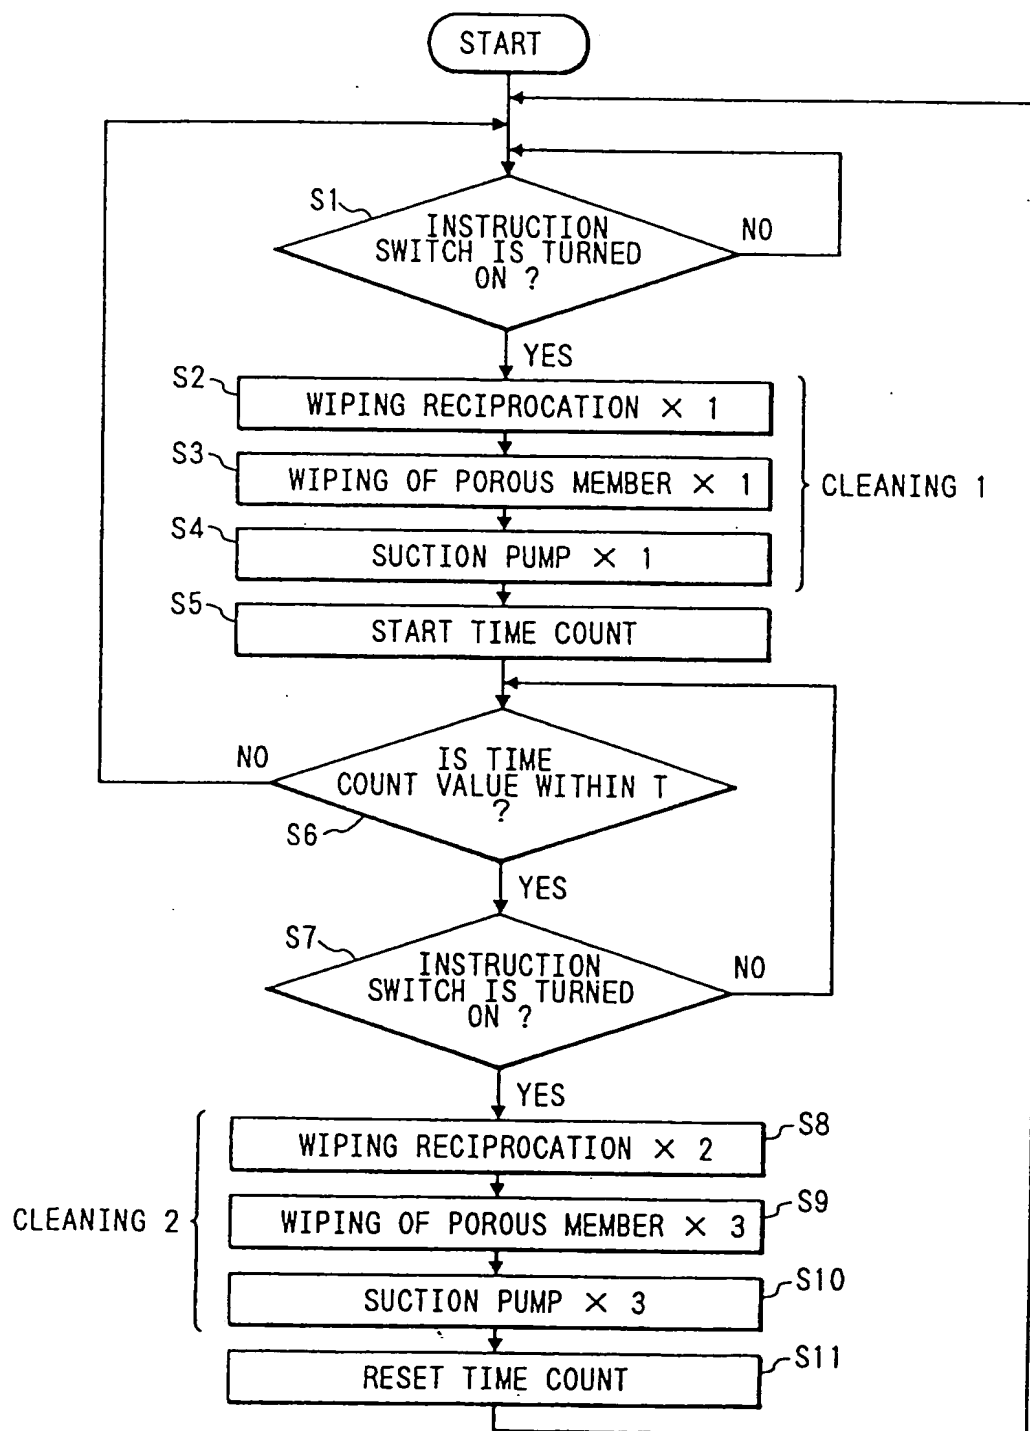 START
S1
INSTRUCTION
SWITCH IS TURNED
ON ?
NO
YES
S2
WIPING RECIPROCATION × 1
S3
WIPING OF POROUS MEMBER × 1
CLEANING 1
S4
SUCTION PUMP × 1
S5
START TIME COUNT
NO
IS TIME
COUNT VALUE WITHIN T
?
S6
YES
S7
INSTRUCTION
SWITCH IS TURNED
ON ?
NO
YES
WIPING RECIPROCATION × 2
S8
CLEANING 2
WIPING OF POROUS MEMBER × 3
S9
SUCTION PUMP × 3
S10
RESET TIME COUNT
S11